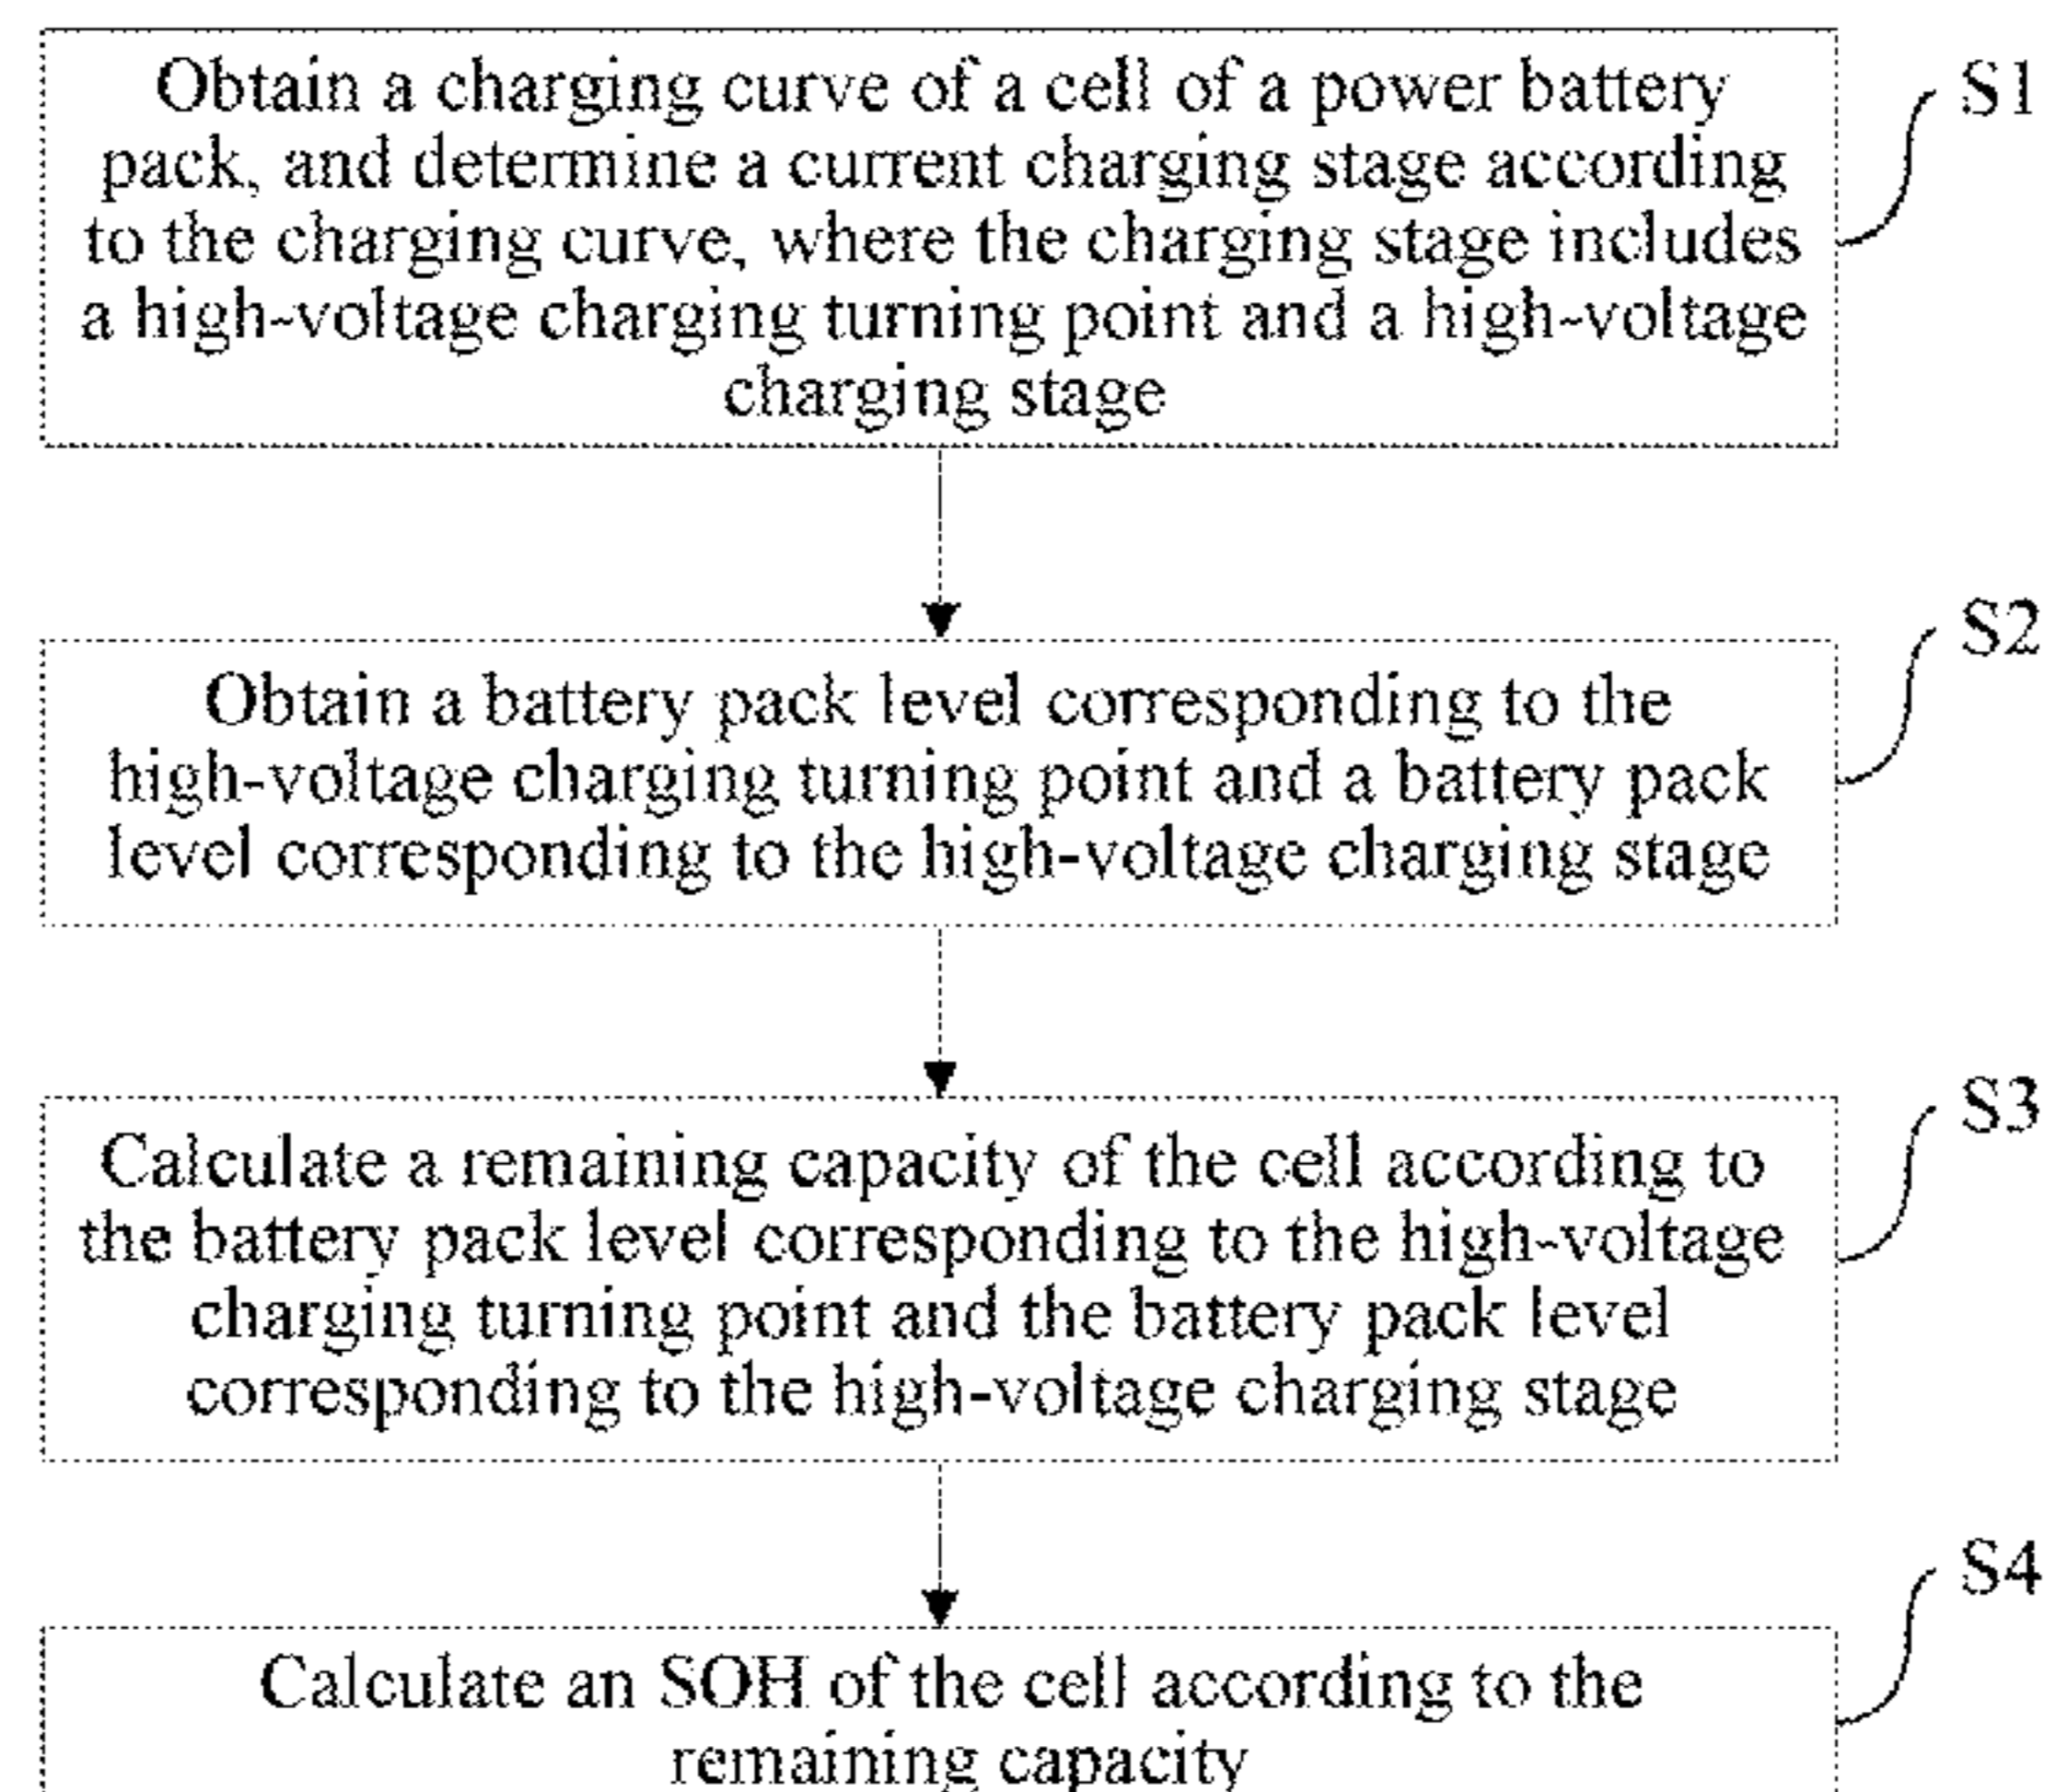 Obtain a charging curve of a cell of a power battery
pack, and determine a current charging stage according
to the charging curve, where the charging stage includes
a high-voltage charging turning point and a high-voltage
charging stage
S1
Obtain a battery pack level corresponding to the
high-voltage charging turning point and a battery pack
level corresponding to the high-voltage charging stage
S2
Calculate a remaining capacity of the cell according to
the battery pack level corresponding to the high-voltage
charging turning point and the battery pack level
corresponding to the high-voltage charging stage
S3
Calculate an SOH of the cell according to the
remaining capacity
S4